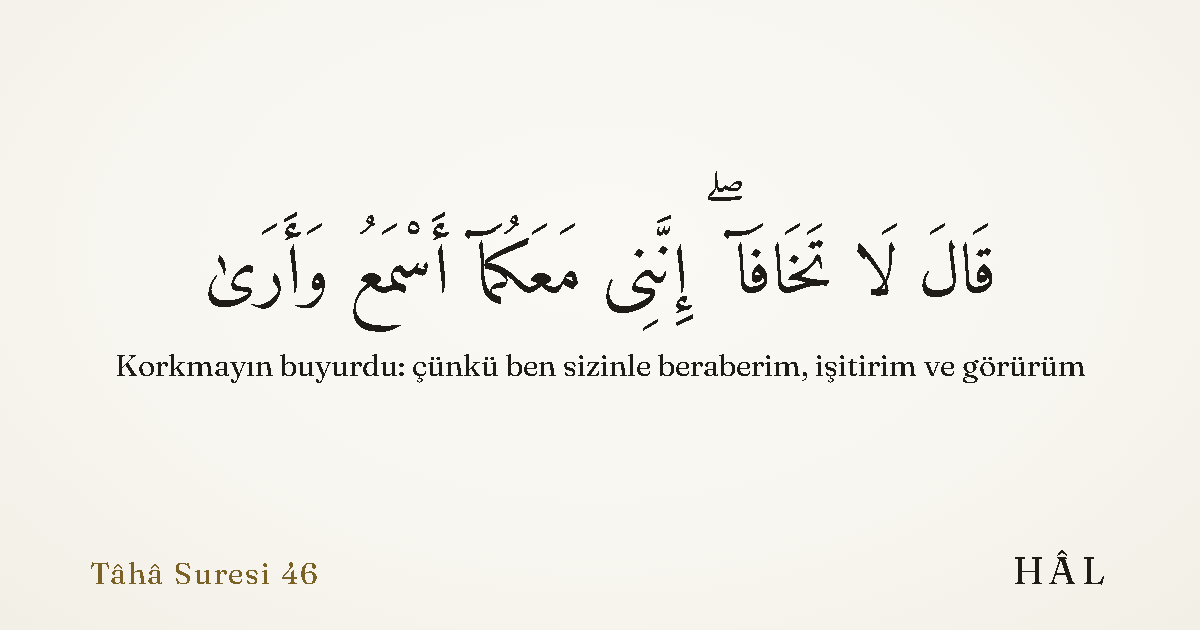 قَالَ لَا تَخَافَآ ۖ إِنَّنِى مَعَكُمَآ أَسْمَعُ وَأَرَىٰ
Korkmayın buyurdu: çünkü ben sizinle beraberim, işitirim ve görürüm
Tâhâ Suresi 46
HÂL